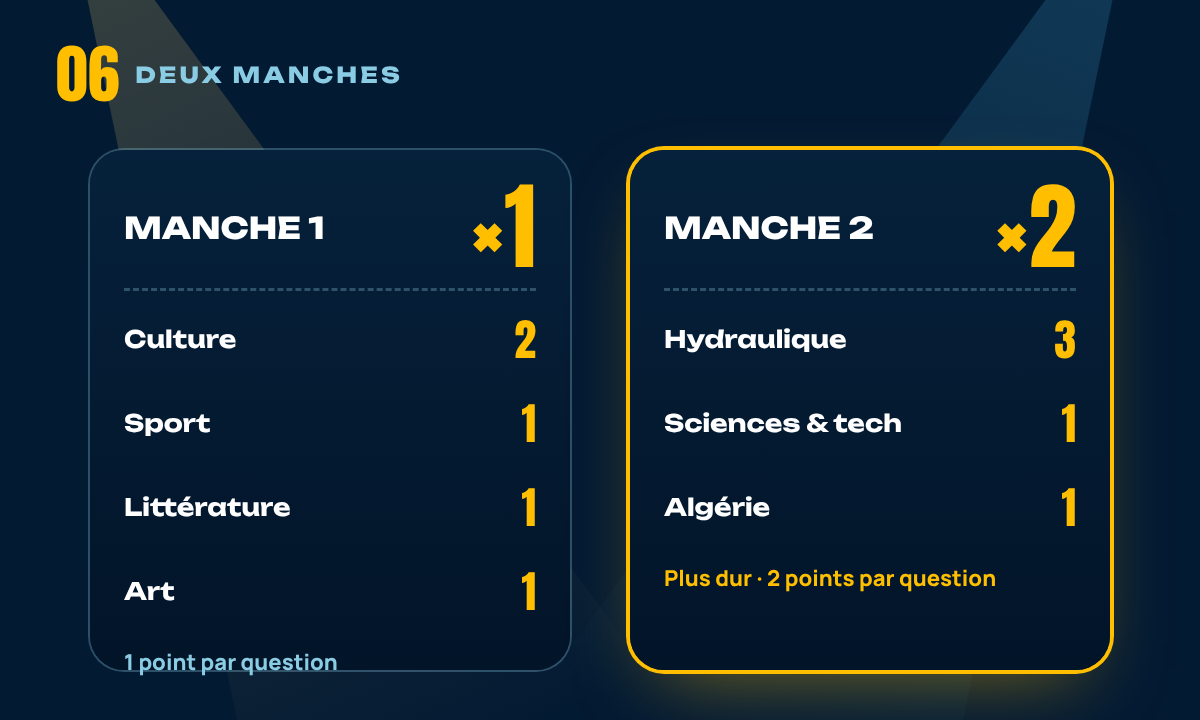 06 DEUX MANCHES
MANCHE 1 ×1
Culture 2
Sport 1
Littérature 1
Art 1
1 point par question
MANCHE 2 ×2
Hydraulique 3
Sciences & tech 1
Algérie 1
Plus dur · 2 points par question